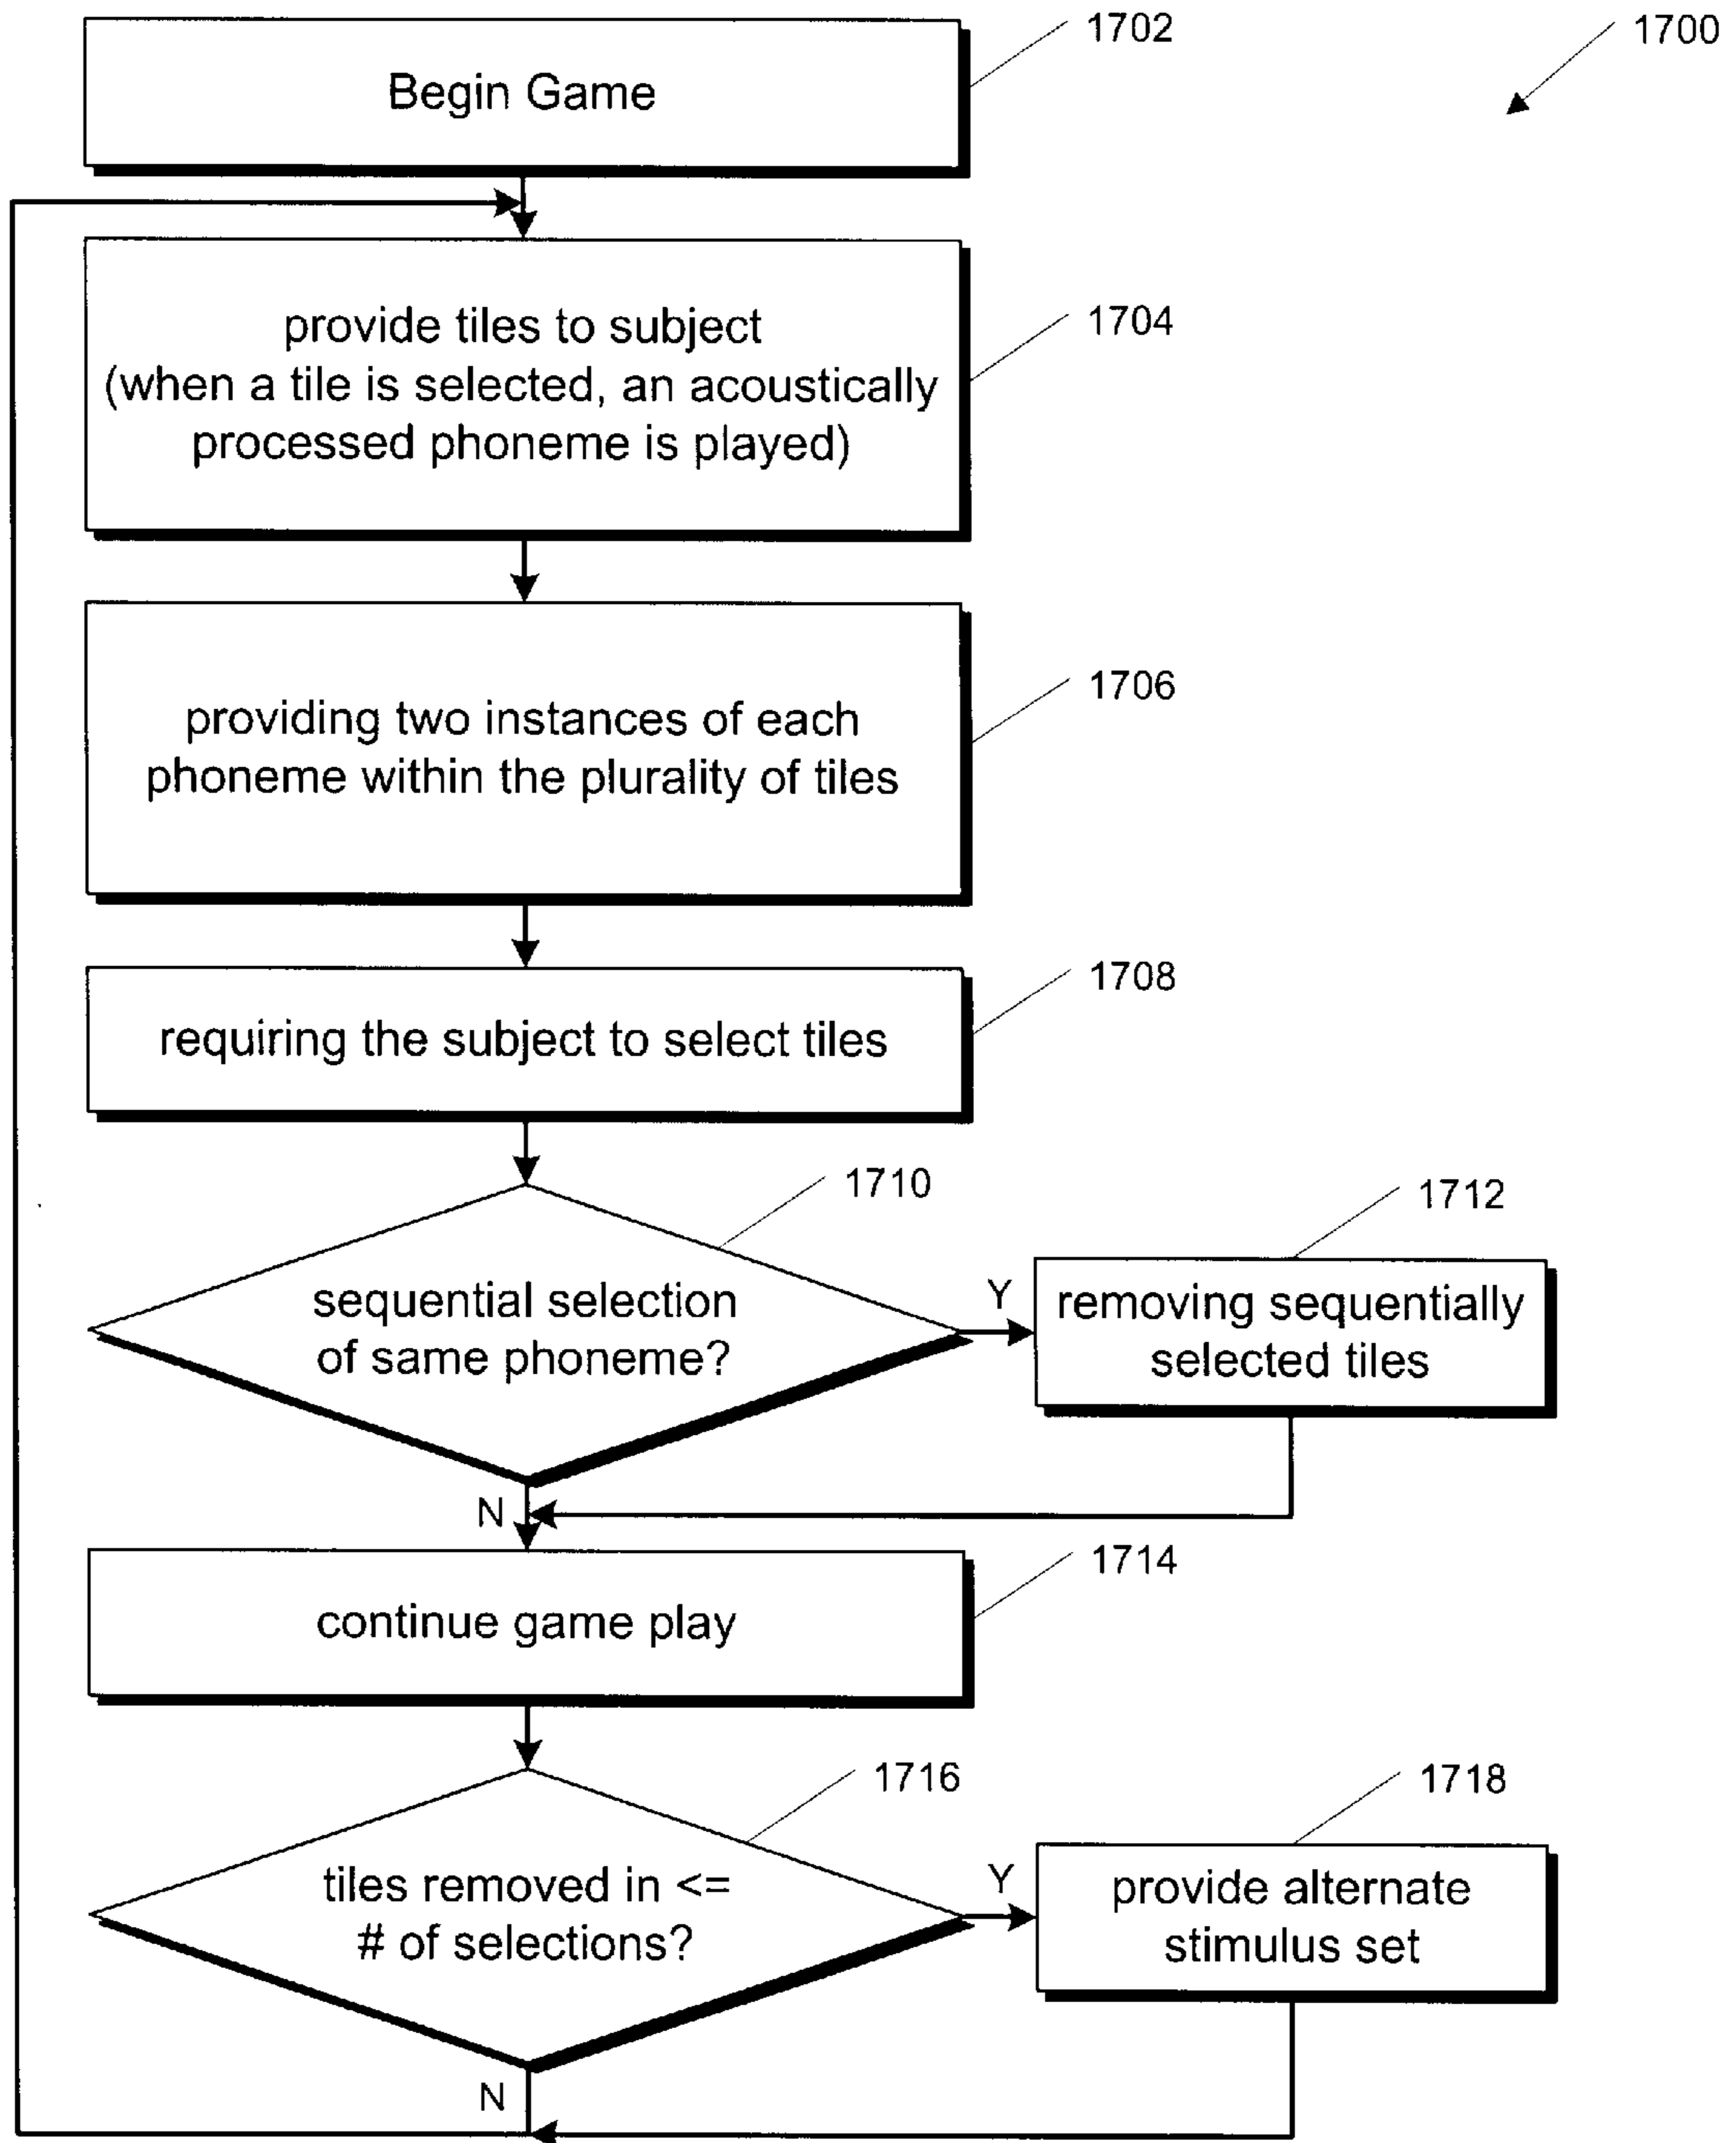 1702
1700
Begin Game
provide tiles to subject
1704
(when a tile is selected, an acoustically
processed phoneme is played)
1706
providing two instances of each
phoneme within the plurality of tiles
1708
requiring the subject to select tiles
1710
1712
sequential selection
of same phoneme?
Y
removing sequentially
selected tiles
N
1714
continue game play
1716
1718
tiles removed in <=
# of selections?
Y
provide alternate
stimulus set
N